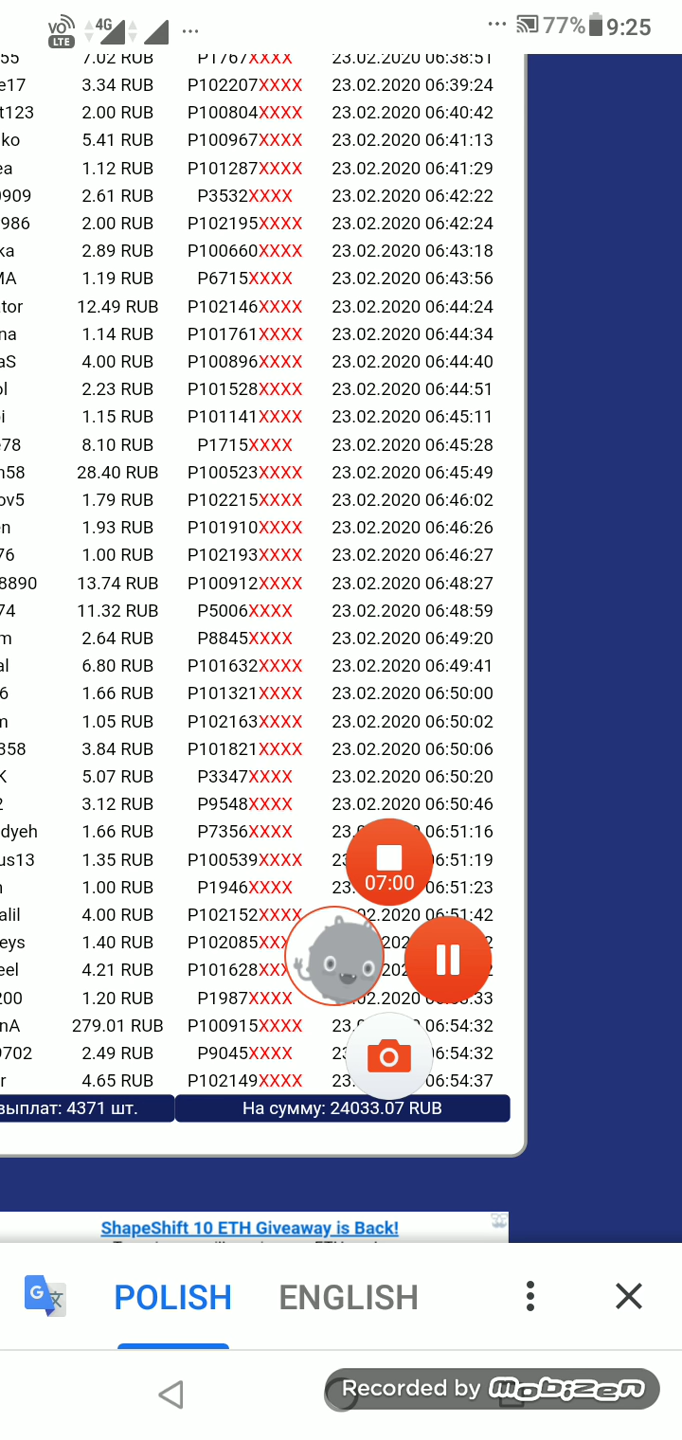 VO LTE 4G ... ... 77% 9:25
55 7.02 RUB P1767XXXX 23.02.2020 06:38:51
e17 3.34 RUB P102207XXXX 23.02.2020 06:39:24
t123 2.00 RUB P100804XXXX 23.02.2020 06:40:42
ko 5.41 RUB P100967XXXX 23.02.2020 06:41:13
ea 1.12 RUB P101287XXXX 23.02.2020 06:41:29
0909 2.61 RUB P3532XXXX 23.02.2020 06:42:22
986 2.00 RUB P102195XXXX 23.02.2020 06:42:24
ka 2.89 RUB P100660XXXX 23.02.2020 06:43:18
MA 1.19 RUB P6715XXXX 23.02.2020 06:43:56
tor 12.49 RUB P102146XXXX 23.02.2020 06:44:24
na 1.14 RUB P101761XXXX 23.02.2020 06:44:34
aS 4.00 RUB P100896XXXX 23.02.2020 06:44:40
ol 2.23 RUB P101528XXXX 23.02.2020 06:44:51
i 1.15 RUB P101141XXXX 23.02.2020 06:45:11
78 8.10 RUB P1715XXXX 23.02.2020 06:45:28
n58 28.40 RUB P100523XXXX 23.02.2020 06:45:49
ov5 1.79 RUB P102215XXXX 23.02.2020 06:46:02
en 1.93 RUB P101910XXXX 23.02.2020 06:46:26
76 1.00 RUB P102193XXXX 23.02.2020 06:46:27
8890 13.74 RUB P100912XXXX 23.02.2020 06:48:27
74 11.32 RUB P5006XXXX 23.02.2020 06:48:59
m 2.64 RUB P8845XXXX 23.02.2020 06:49:20
al 6.80 RUB P101632XXXX 23.02.2020 06:49:41
6 1.66 RUB P101321XXXX 23.02.2020 06:50:00
m 1.05 RUB P102163XXXX 23.02.2020 06:50:02
358 3.84 RUB P101821XXXX 23.02.2020 06:50:06
K 5.07 RUB P3347XXXX 23.02.2020 06:50:20
2 3.12 RUB P9548XXXX 23.02.2020 06:50:46
dyeh 1.66 RUB P7356XXXX 23. 06:51:16
us13 1.35 RUB P100539XXXX 23 06:51:19
1.00 RUB P1946XXXX 23 06:51:23
07:00
alil 4.00 RUB P102152XXXX 02.2020 06:51:42
eys 1.40 RUB P102085XX
eel 4.21 RUB P101628XX
200 1.20 RUB P1987XXXX 33
nA 279.01 RUB P100915XXXX 23. 06:54:32
9702 2.49 RUB P9045XXXX 23 06:54:32
r 4.65 RUB P102149XXXX 23. 06:54:37
выплат: 4371 шт. На сумму: 24033.07 RUB
ShapeShift 10 ETH Giveaway is Back!
POLISH ENGLISH
Recorded by mobizen